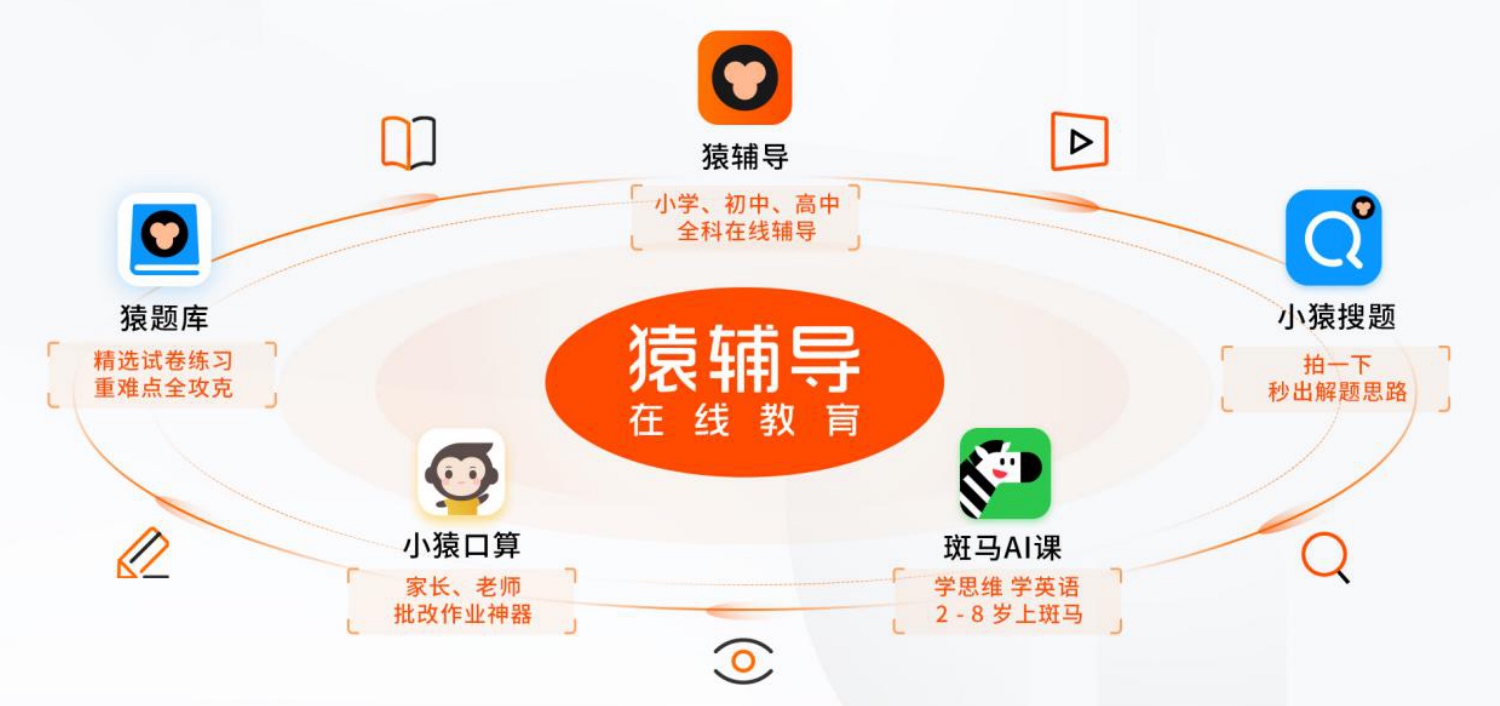 猿辅导
小学、初中、高中
全科在线辅导
猿题库
精选试卷练习
重难点全攻克
小猿搜题
拍一下
秒出解题思路
猿辅导
在线教育
小猿口算
家长、老师
批改作业神器
斑马AI课
学思维 学英语
2-8岁上斑马